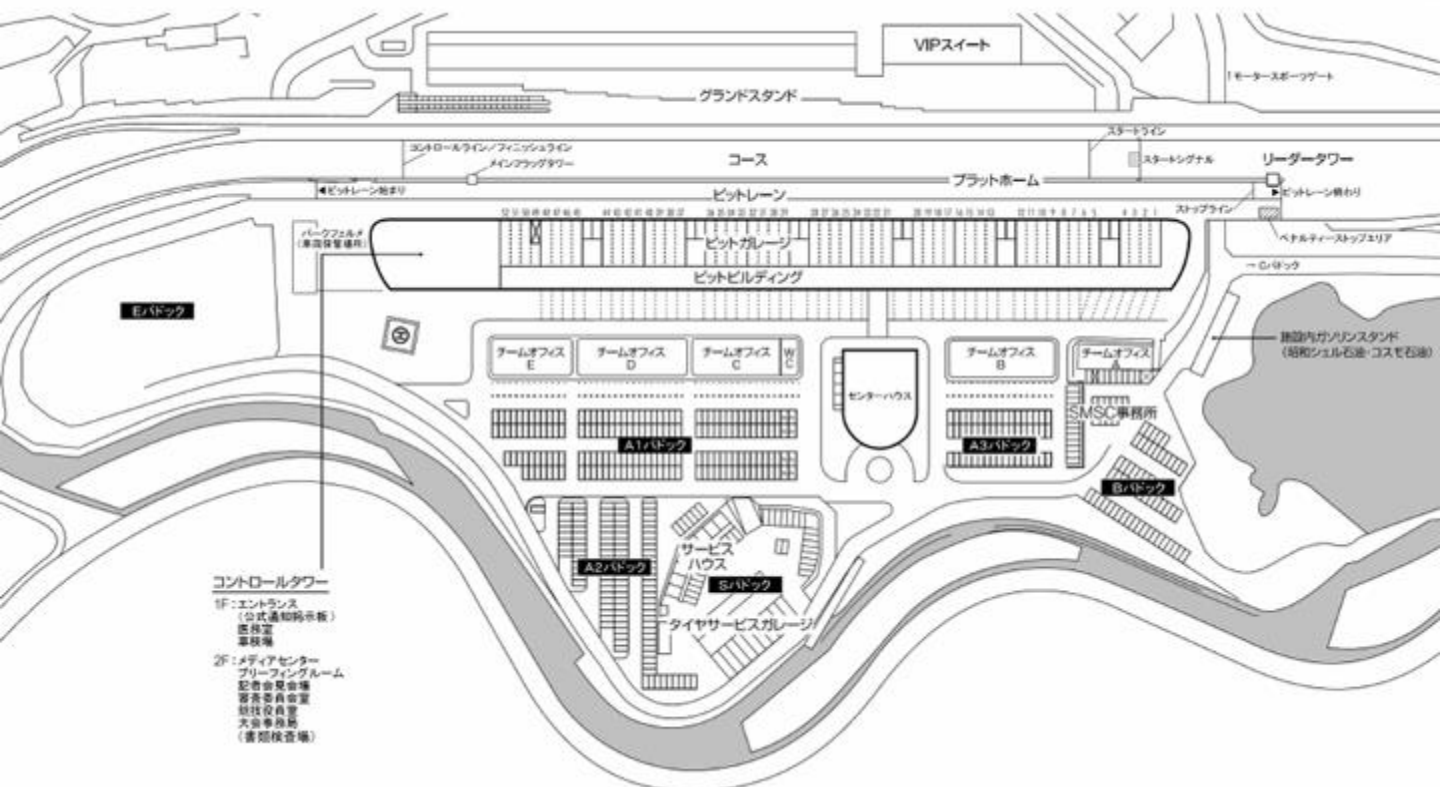 VIPスイート
↑モータースポーツゲート
グランドスタンド
スタートライン
コントロールライン/フィニッシュライン
コース
スタートシグナル
リーダータワー
メインフラッグタワー
プラットホーム
◀ピットレーン始まり
ピットレーン
▶ピットレーン終わり
ストップライン
パークフェルメ
(車両保管場所)
ピットガレージ
ペナルティーストップエリア
→Cパドック
ピットビルディング
Eパドック
施設内ガソリンスタンド
(昭和シェル石油・コスモ石油)
チームオフィス
E
チームオフィス
D
チームオフィス
C
WC
チームオフィス
B
チームオフィス
A
センターハウス
SMSC事務所
A1パドック
A3パドック
Bパドック
サービス
ハウス
A2パドック
Sパドック
タイヤサービスガレージ
コントロールタワー
1F:エントランス
(公式通知掲示板)
医務室
車検場
2F:メディアセンター
ブリーフィングルーム
記者会見会場
審査委員会室
競技役員室
大会事務局
(書類検査場)